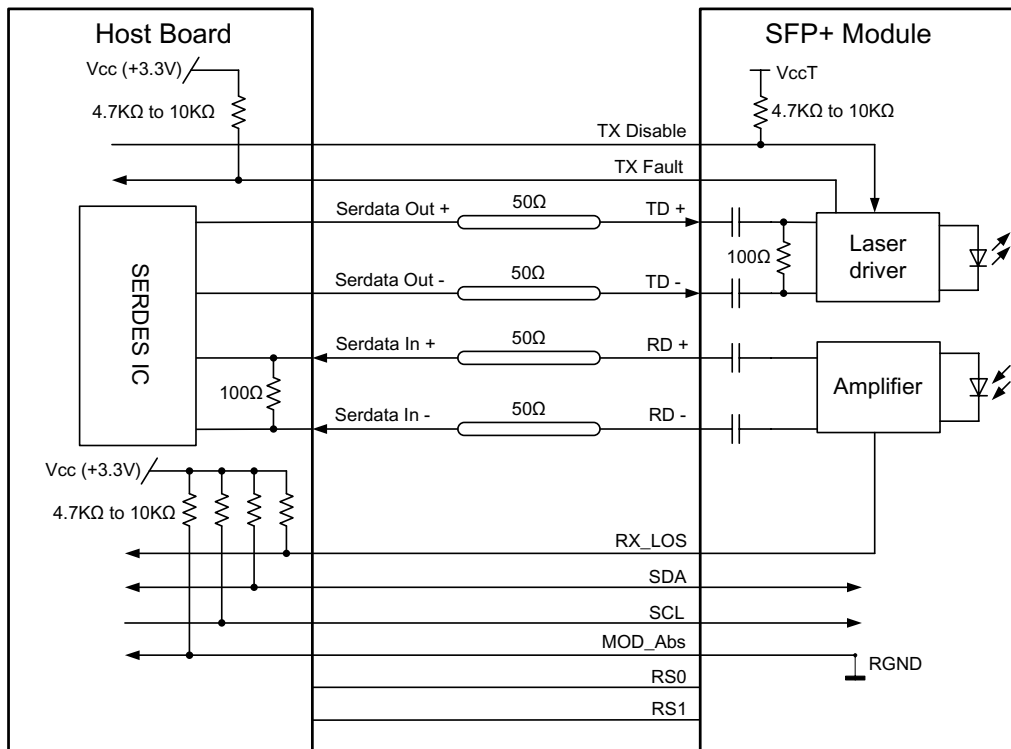 Host Board
SFP+ Module
Vcc (+3.3V)
4.7KΩ to 10KΩ
VccT
4.7KΩ to 10KΩ
TX Disable
TX Fault
Serdata Out +
50Ω
TD +
SERDES IC
100Ω
Laser
driver
Serdata Out -
50Ω
TD -
Serdata In +
50Ω
RD +
100Ω
Amplifier
Serdata In -
50Ω
RD -
Vcc (+3.3V)
4.7KΩ to 10KΩ
RX_LOS
SDA
SCL
MOD_Abs
RGND
RS0
RS1